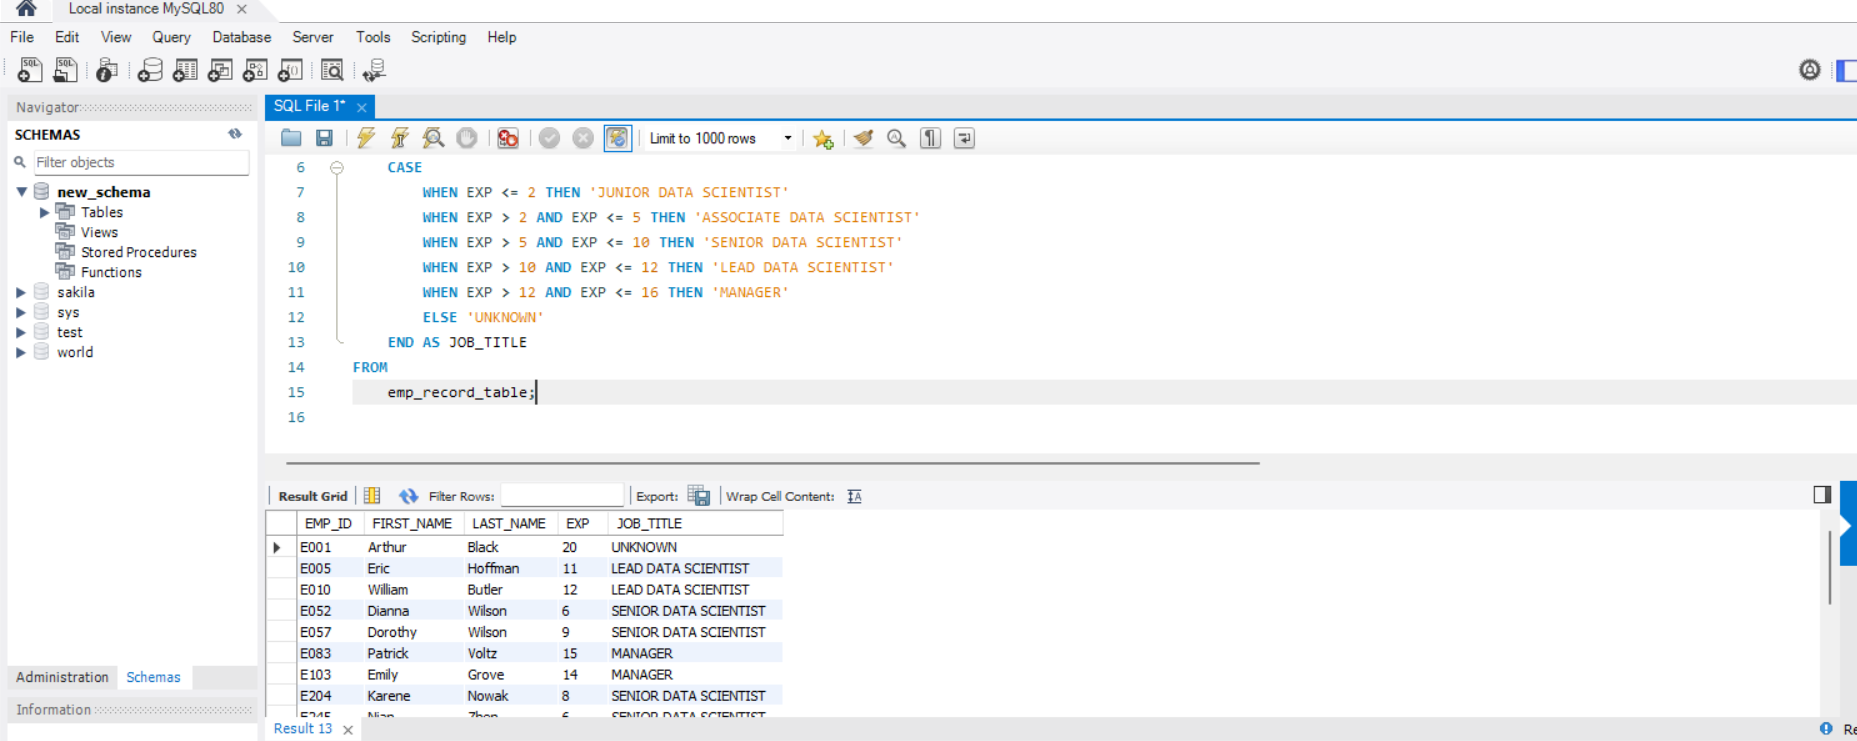 Local instance MySQL80 ×
File Edit View Query Database Server Tools Scripting Help
Navigator
SCHEMAS
Filter objects
new_schema
Tables
Views
Stored Procedures
Functions
sakila
sys
test
world
Administration Schemas
Information
SQL File 1* ×
Limit to 1000 rows
6 CASE
7 WHEN EXP <= 2 THEN 'JUNIOR DATA SCIENTIST'
8 WHEN EXP > 2 AND EXP <= 5 THEN 'ASSOCIATE DATA SCIENTIST'
9 WHEN EXP > 5 AND EXP <= 10 THEN 'SENIOR DATA SCIENTIST'
10 WHEN EXP > 10 AND EXP <= 12 THEN 'LEAD DATA SCIENTIST'
11 WHEN EXP > 12 AND EXP <= 16 THEN 'MANAGER'
12 ELSE 'UNKNOWN'
13 END AS JOB_TITLE
14 FROM
15 emp_record_table;
16
Result Grid Filter Rows: Export: Wrap Cell Content:
EMP_ID FIRST_NAME LAST_NAME EXP JOB_TITLE
E001 Arthur Black 20 UNKNOWN
E005 Eric Hoffman 11 LEAD DATA SCIENTIST
E010 William Butler 12 LEAD DATA SCIENTIST
E052 Dianna Wilson 6 SENIOR DATA SCIENTIST
E057 Dorothy Wilson 9 SENIOR DATA SCIENTIST
E083 Patrick Voltz 15 MANAGER
E103 Emily Grove 14 MANAGER
E204 Karene Nowak 8 SENIOR DATA SCIENTIST
E245 Nian Zhen 6 SENIOR DATA SCIENTIST
Result 13 ×
Re